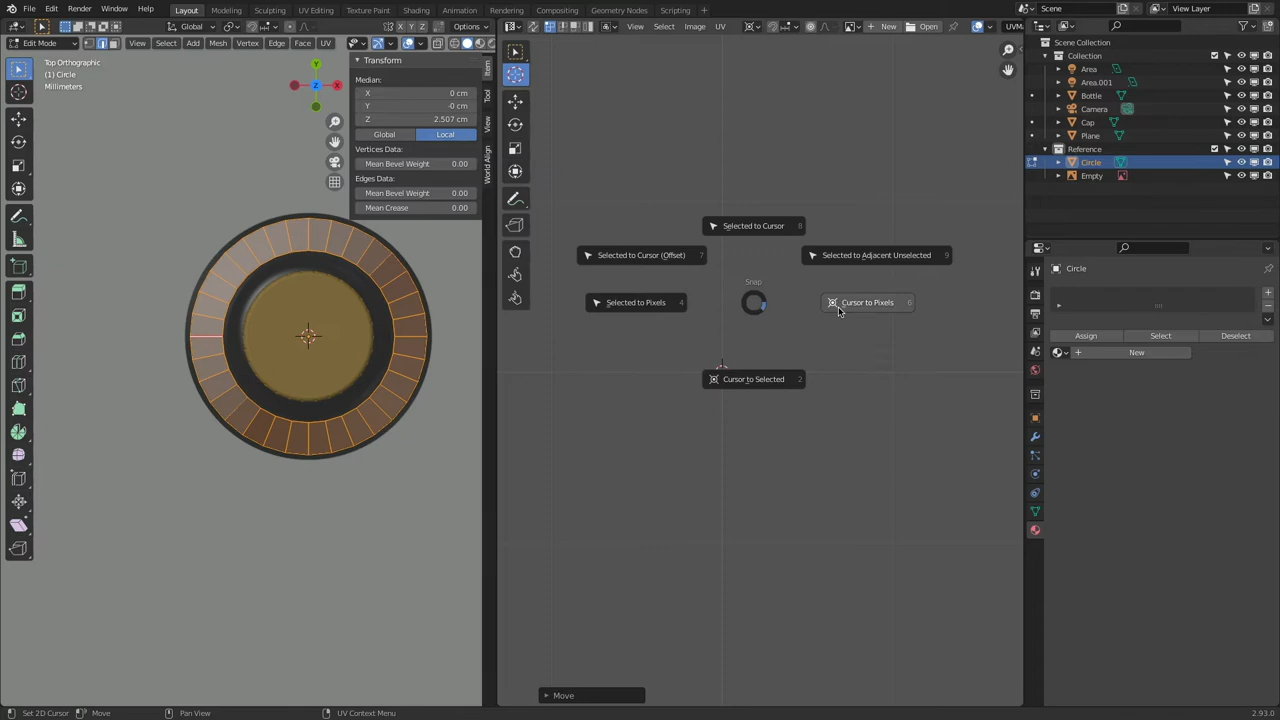 File Edit Render Window Help Layout Modeling Sculpting UV Editing Texture Paint Shading Animation Rendering Compositing Geometry Nodes Scripting + Scene View Layer
Global Options New Open UVMa
View Select Image UV
Edit Mode View Select Add Mesh Vertex Edge Face UV
Scene Collection
Collection
Area
Area.001
Bottle
Camera
Cap
Plane
Reference
Circle
Empty
Top Orthographic
(1) Circle
Millimeters
Y
X
Z
Transform
Median:
X 0 cm
Y -0 cm
Z 2.507 cm
Global Local
Vertices Data:
Mean Bevel Weight 0.00
Edges Data:
Mean Bevel Weight 0.00
Mean Crease 0.00
Item
Tool
View
World Align
Selected to Cursor 8
Selected to Cursor (Offset) 7
Selected to Adjacent Unselected 9
Snap
Selected to Pixels 4
Cursor to Pixels 6
Cursor to Selected 2
Circle
Assign Select Deselect
New
Move
Set 2D Cursor Move Pan View UV Context Menu 2.93.0